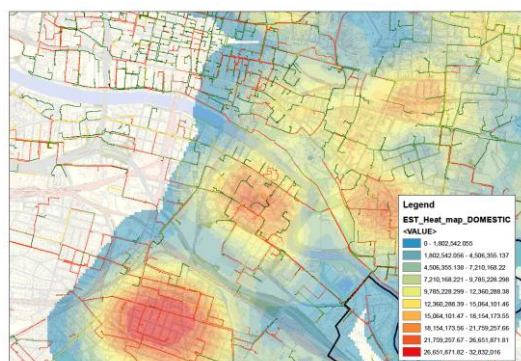 Legend
EST_Heat_map_DOMESTIC
<VALUE>
0 - 1,802,542.055
1,802,542.056 - 4,506,355.137
4,506,355.138 - 7,210,168.22
7,210,168.221 - 9,785,228.298
9,785,228.299 - 12,360,288.38
12,360,288.39 - 15,064,101.46
15,064,101.47 - 18,154,173.55
18,154,173.56 - 21,759,257.66
21,759,257.67 - 26,651,871.81
26,651,871.82 - 32,832,016